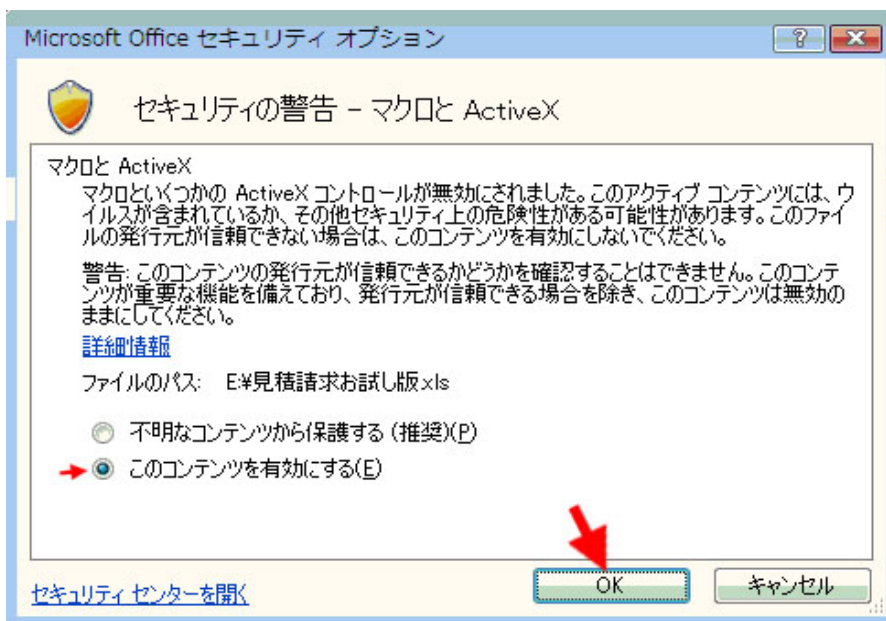 Microsoft Office セキュリティ オプション
セキュリティの警告 - マクロと ActiveX
マクロと ActiveX
マクロといくつかの ActiveX コントロールが無効にされました。このアクティブ コンテンツには、ウ
イルスが含まれているか、その他セキュリティ上の危険性がある可能性があります。このファイ
ルの発行元が信頼できない場合は、このコンテンツを有効にしないでください。
警告: このコンテンツの発行元が信頼できるかどうかを確認することはできません。このコンテ
ンツが重要な機能を備えており、発行元が信頼できる場合を除き、このコンテンツは無効の
ままにしてください。
詳細情報
ファイルのパス: E:¥見積請求お試し版.xls
不明なコンテンツから保護する (推奨)(P)
このコンテンツを有効にする(E)
セキュリティ センターを開く
OK
キャンセル